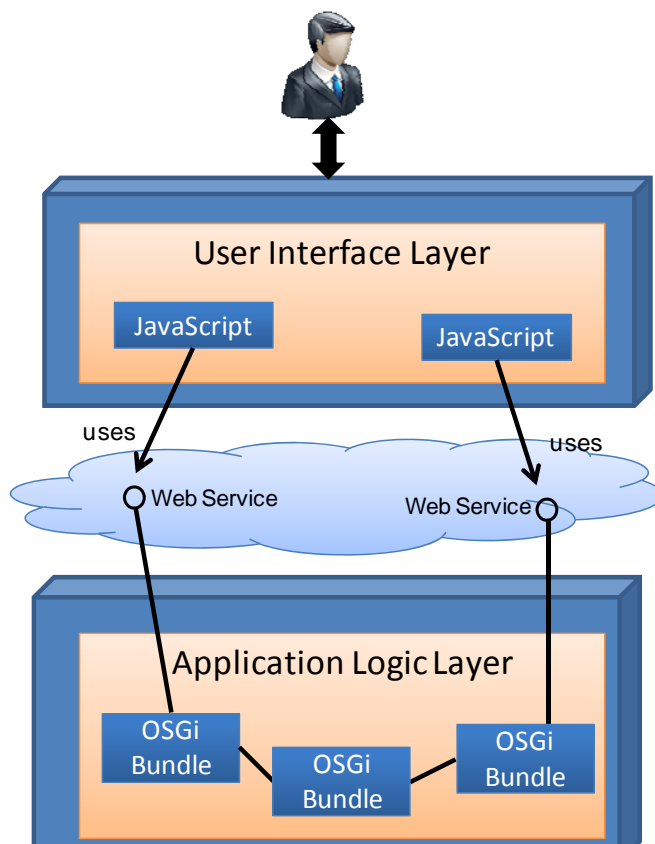 User Interface Layer
JavaScript
JavaScript
uses
uses
Web Service
Web Service
Application Logic Layer
OSGi
Bundle
OSGi
Bundle
OSGi
Bundle